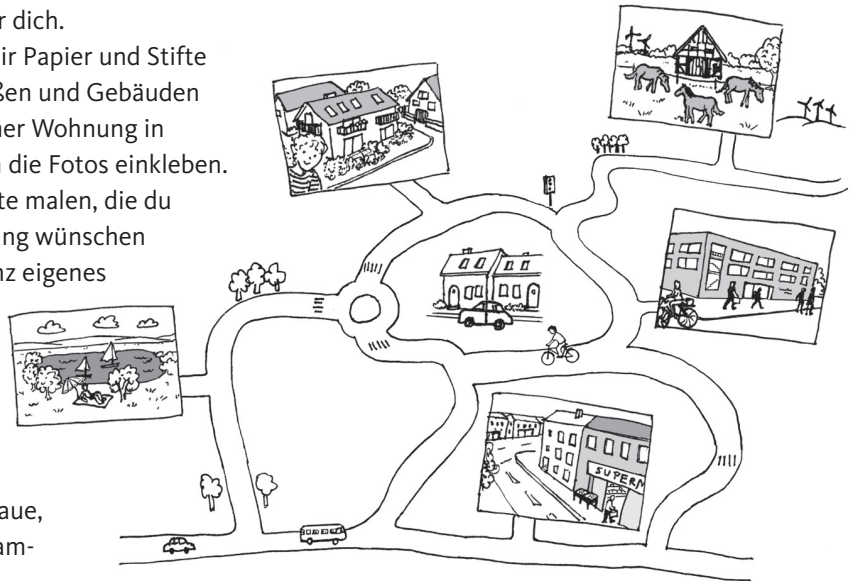 r dich.
ir Papier und Stifte
ßen und Gebäuden
ner Wohnung in
n die Fotos einkleben.
te malen, die du
ung wünschen
nz eigenes
SUPERM
aue,
am-